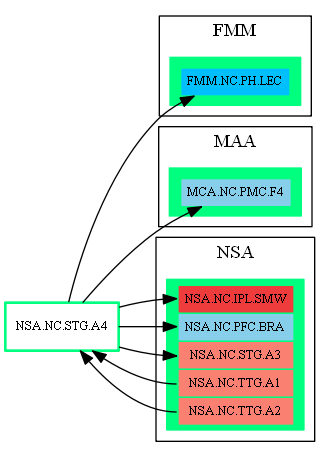 FMM
FMM.NC.PH.LEC
MAA
MCA.NC.PMC.F4
NSA
NSA.NC.IPL.SMW
NSA.NC.PFC.BRA
NSA.NC.STG.A4
NSA.NC.STG.A3
NSA.NC.TTG.A1
NSA.NC.TTG.A2